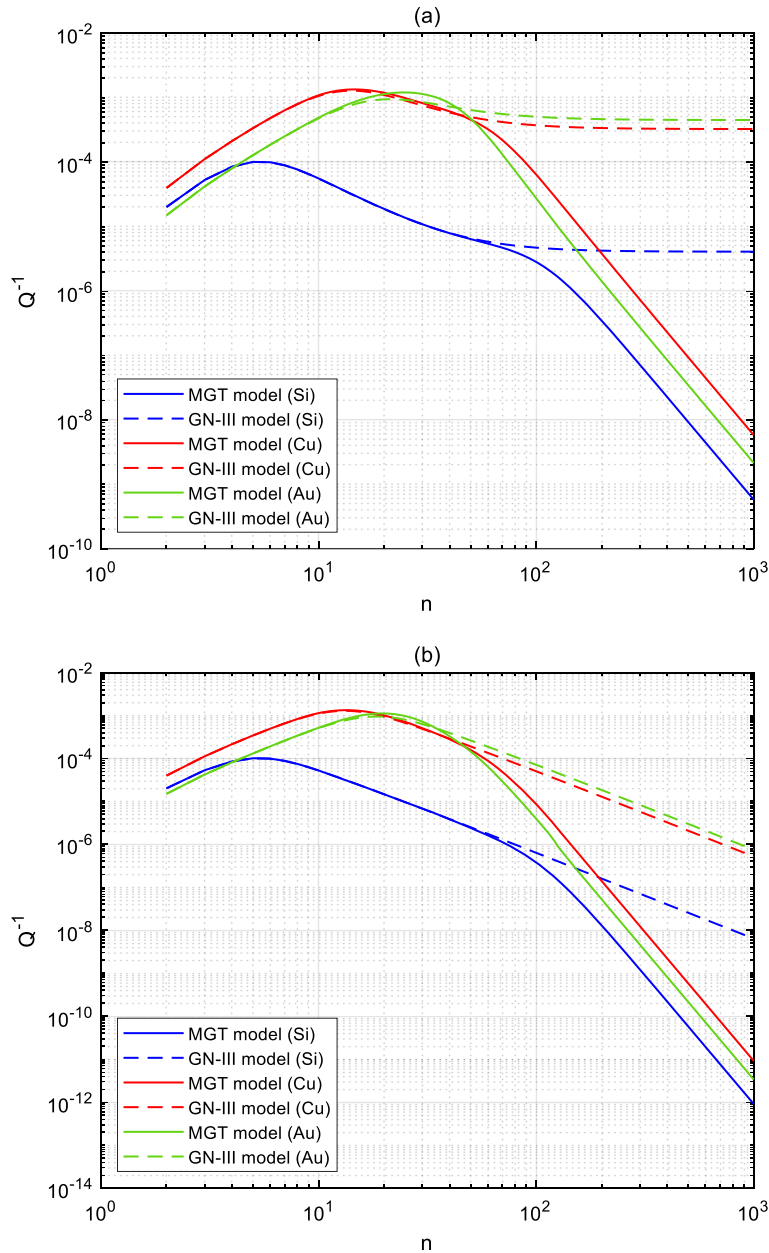 (a)
10^-2
10^-4
Q^-1
10^-6
10^-8
10^-10
MGT model (Si)
GN-III model (Si)
MGT model (Cu)
GN-III model (Cu)
MGT model (Au)
GN-III model (Au)
10^0 10^1 10^2 10^3
n
(b)
10^-2
10^-4
10^-6
Q^-1
10^-8
10^-10
10^-12
10^-14
MGT model (Si)
GN-III model (Si)
MGT model (Cu)
GN-III model (Cu)
MGT model (Au)
GN-III model (Au)
10^0 10^1 10^2 10^3
n